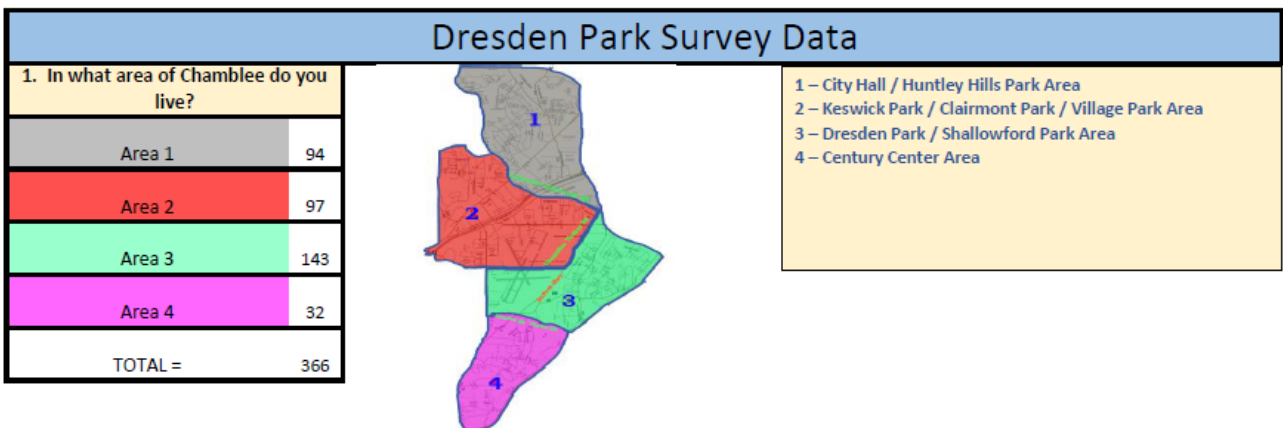 Dresden Park Survey Data
1. In what area of Chamblee do you
live?
Area 1 94
Area 2 97
Area 3 143
Area 4 32
TOTAL = 366
1
2
3
4
1 – City Hall / Huntley Hills Park Area
2 – Keswick Park / Clairmont Park / Village Park Area
3 – Dresden Park / Shallowford Park Area
4 – Century Center Area